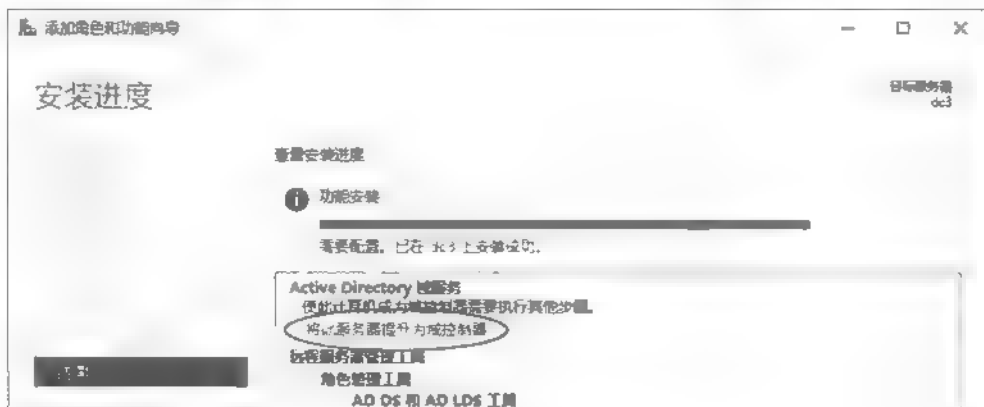 添加角色和功能向导
安装进度
目标服务器
dc3
查看安装进度
功能安装
需要配置。已在 dc3 上安装成功。
Active Directory 域服务
使此计算机成为域控制器需要执行其他步骤。
将此服务器提升为域控制器
远程服务器管理工具
角色管理工具
AD DS 和 AD LDS 工具